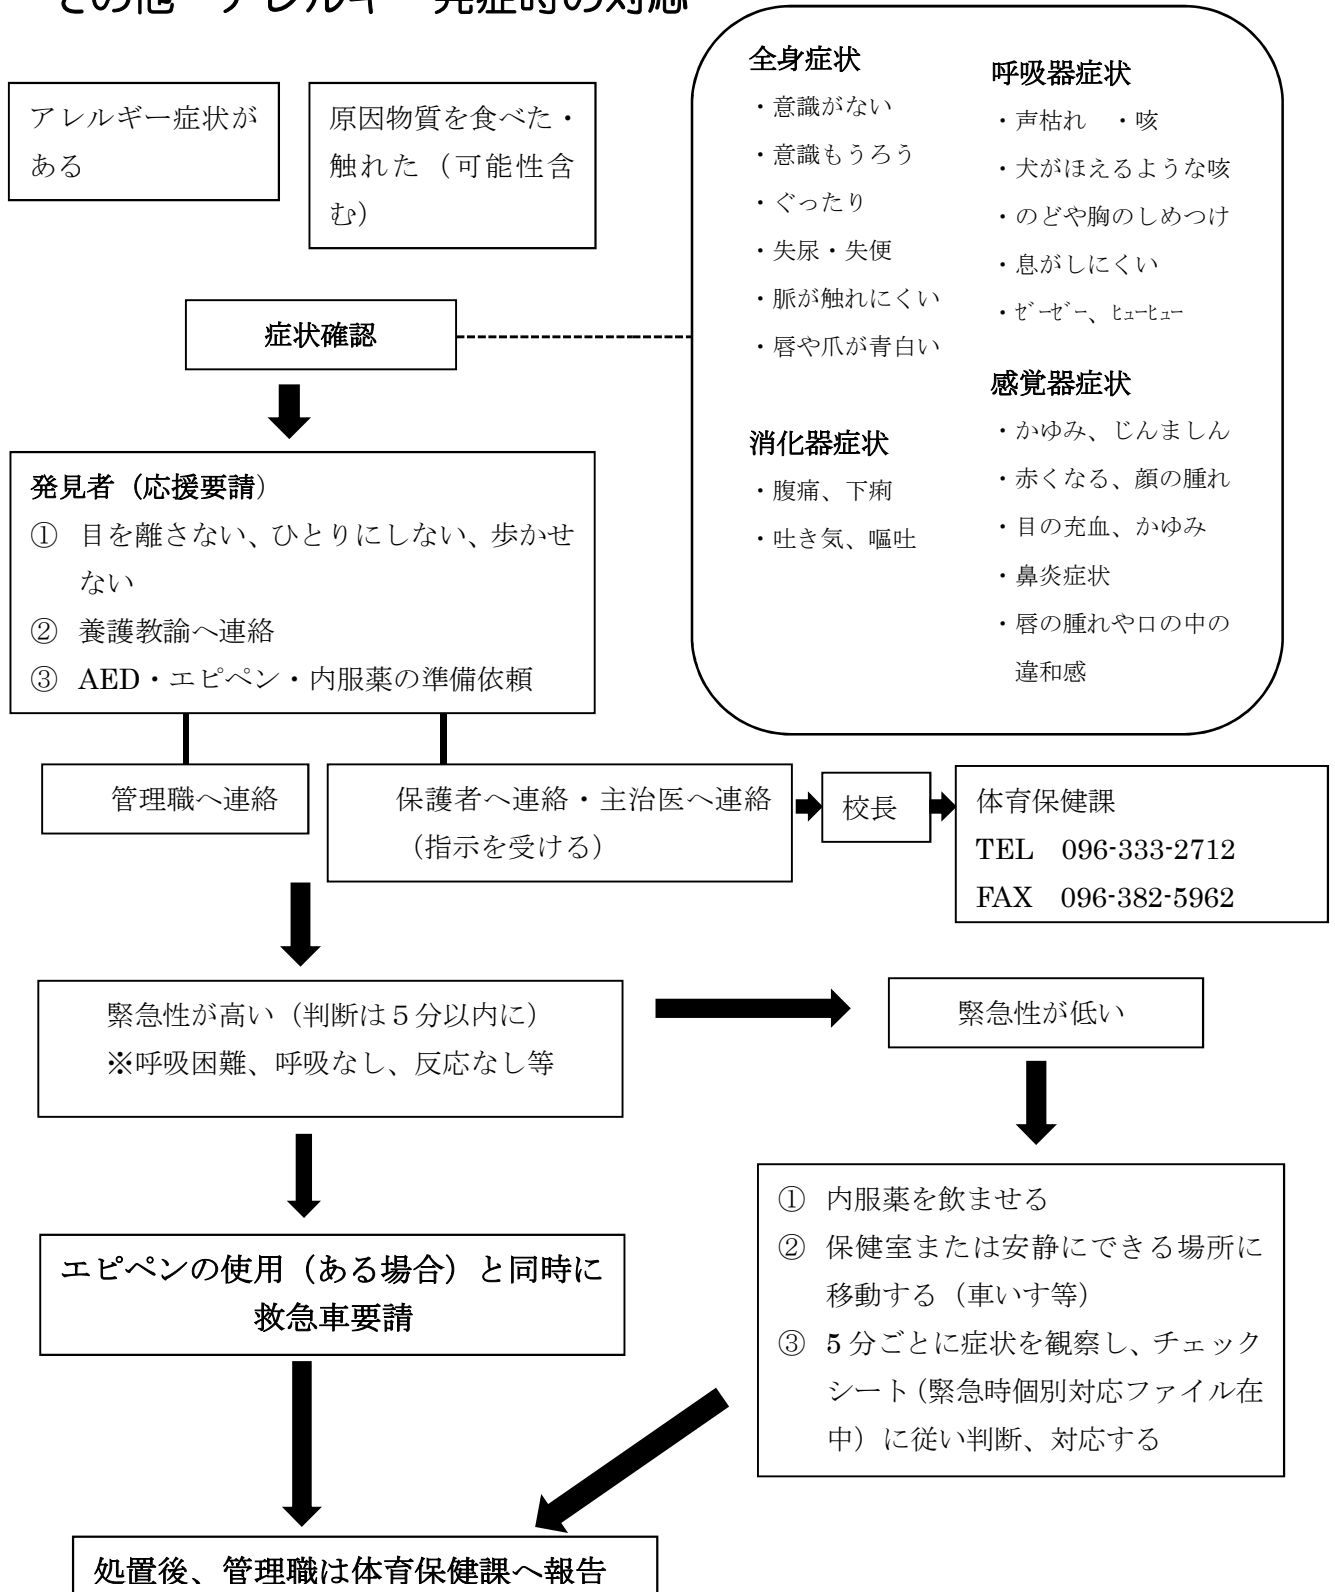 その他 アレルギー発症時の対応
アレルギー症状が
ある
原因物質を食べた・
触れた（可能性含
む）
症状確認
全身症状
・意識がない
・意識もうろう
・ぐったり
・失尿・失便
・脈が触れにくい
・唇や爪が青白い
消化器症状
・腹痛、下痢
・吐き気、嘔吐
呼吸器症状
・声枯れ ・咳
・犬がほえるような咳
・のどや胸のしめつけ
・息がしにくい
・ｾﾞｰｾﾞｰ、ﾋｭｰﾋｭｰ
感覚器症状
・かゆみ、じんましん
・赤くなる、顔の腫れ
・目の充血、かゆみ
・鼻炎症状
・唇の腫れや口の中の
違和感
発見者（応援要請）
① 目を離さない、ひとりにしない、歩かせ
ない
② 養護教諭へ連絡
③ AED・エピペン・内服薬の準備依頼
管理職へ連絡
保護者へ連絡・主治医へ連絡
（指示を受ける）
校長
体育保健課
TEL 096-333-2712
FAX 096-382-5962
緊急性が高い（判断は５分以内に）
※呼吸困難、呼吸なし、反応なし等
緊急性が低い
エピペンの使用（ある場合）と同時に
救急車要請
① 内服薬を飲ませる
② 保健室または安静にできる場所に
移動する（車いす等）
③ 5 分ごとに症状を観察し、チェック
シート（緊急時個別対応ファイル在
中）に従い判断、対応する
処置後、管理職は体育保健課へ報告